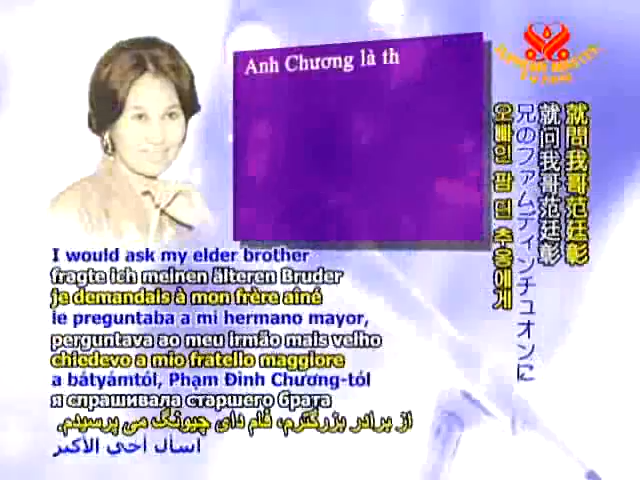 Anh Chương là th
SUPREME MASTER
I would ask my elder brother
fragte ich meinen älteren Bruder
je demandais à mon frère aîné
le preguntaba a mi hermano mayor,
perguntava ao meu irmão mais velho
chiedevo a mio fratello maggiore
a bátyámtól, Phạm Đình Chương-tól
я спрашивала старшего брата
از برادر بزرگترم، فام دای چیونگ می پرسیدم.
اسأل أخي الأكبر
就問我哥范廷彰
就问我哥范廷彰
兄のファムディンチュオンに
오빠인 팜 딘 추옹에게